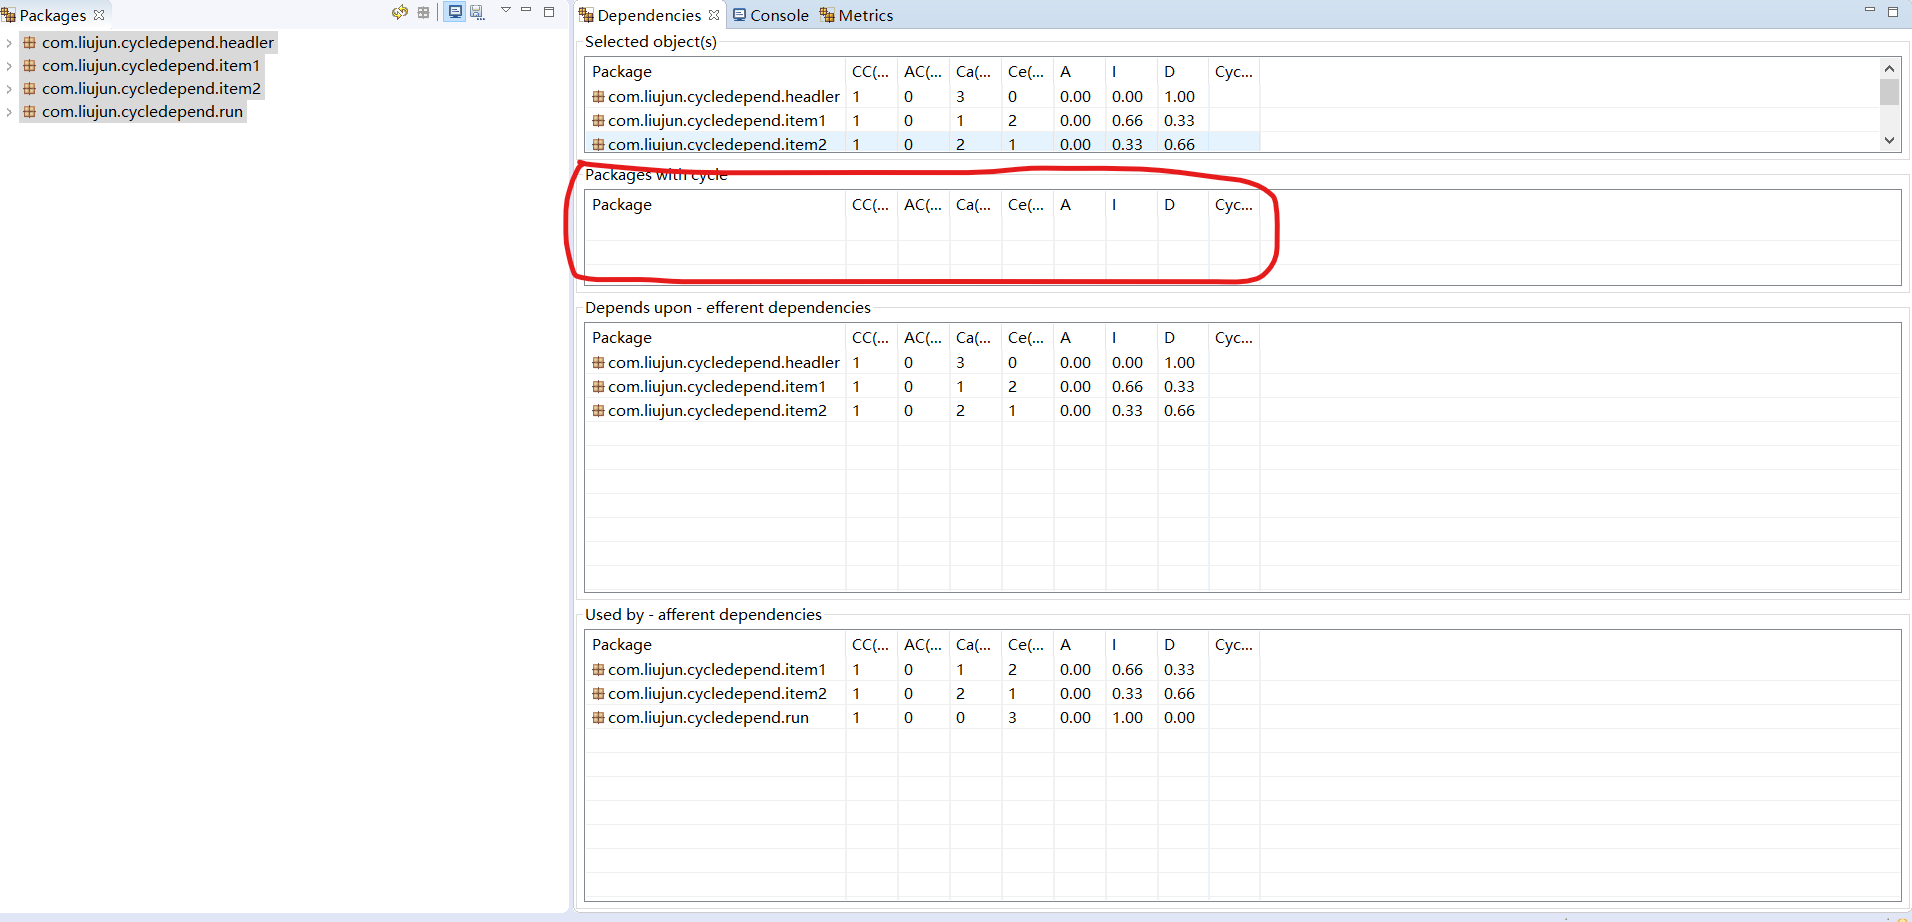 Packages
com.liujun.cycledepend.headler
com.liujun.cycledepend.item1
com.liujun.cycledepend.item2
com.liujun.cycledepend.run
Dependencies Console Metrics
Selected object(s)
Package CC(... AC(... Ca(... Ce(... A I D Cyc...
com.liujun.cycledepend.headler 1 0 3 0 0.00 0.00 1.00
com.liujun.cycledepend.item1 1 0 1 2 0.00 0.66 0.33
com.liujun.cycledepend.item2 1 0 2 1 0.00 0.33 0.66
Packages with cycle
Package CC(... AC(... Ca(... Ce(... A I D Cyc...
Depends upon - efferent dependencies
Package CC(... AC(... Ca(... Ce(... A I D Cyc...
com.liujun.cycledepend.headler 1 0 3 0 0.00 0.00 1.00
com.liujun.cycledepend.item1 1 0 1 2 0.00 0.66 0.33
com.liujun.cycledepend.item2 1 0 2 1 0.00 0.33 0.66
Used by - afferent dependencies
Package CC(... AC(... Ca(... Ce(... A I D Cyc...
com.liujun.cycledepend.item1 1 0 1 2 0.00 0.66 0.33
com.liujun.cycledepend.item2 1 0 2 1 0.00 0.33 0.66
com.liujun.cycledepend.run 1 0 0 3 0.00 1.00 0.00